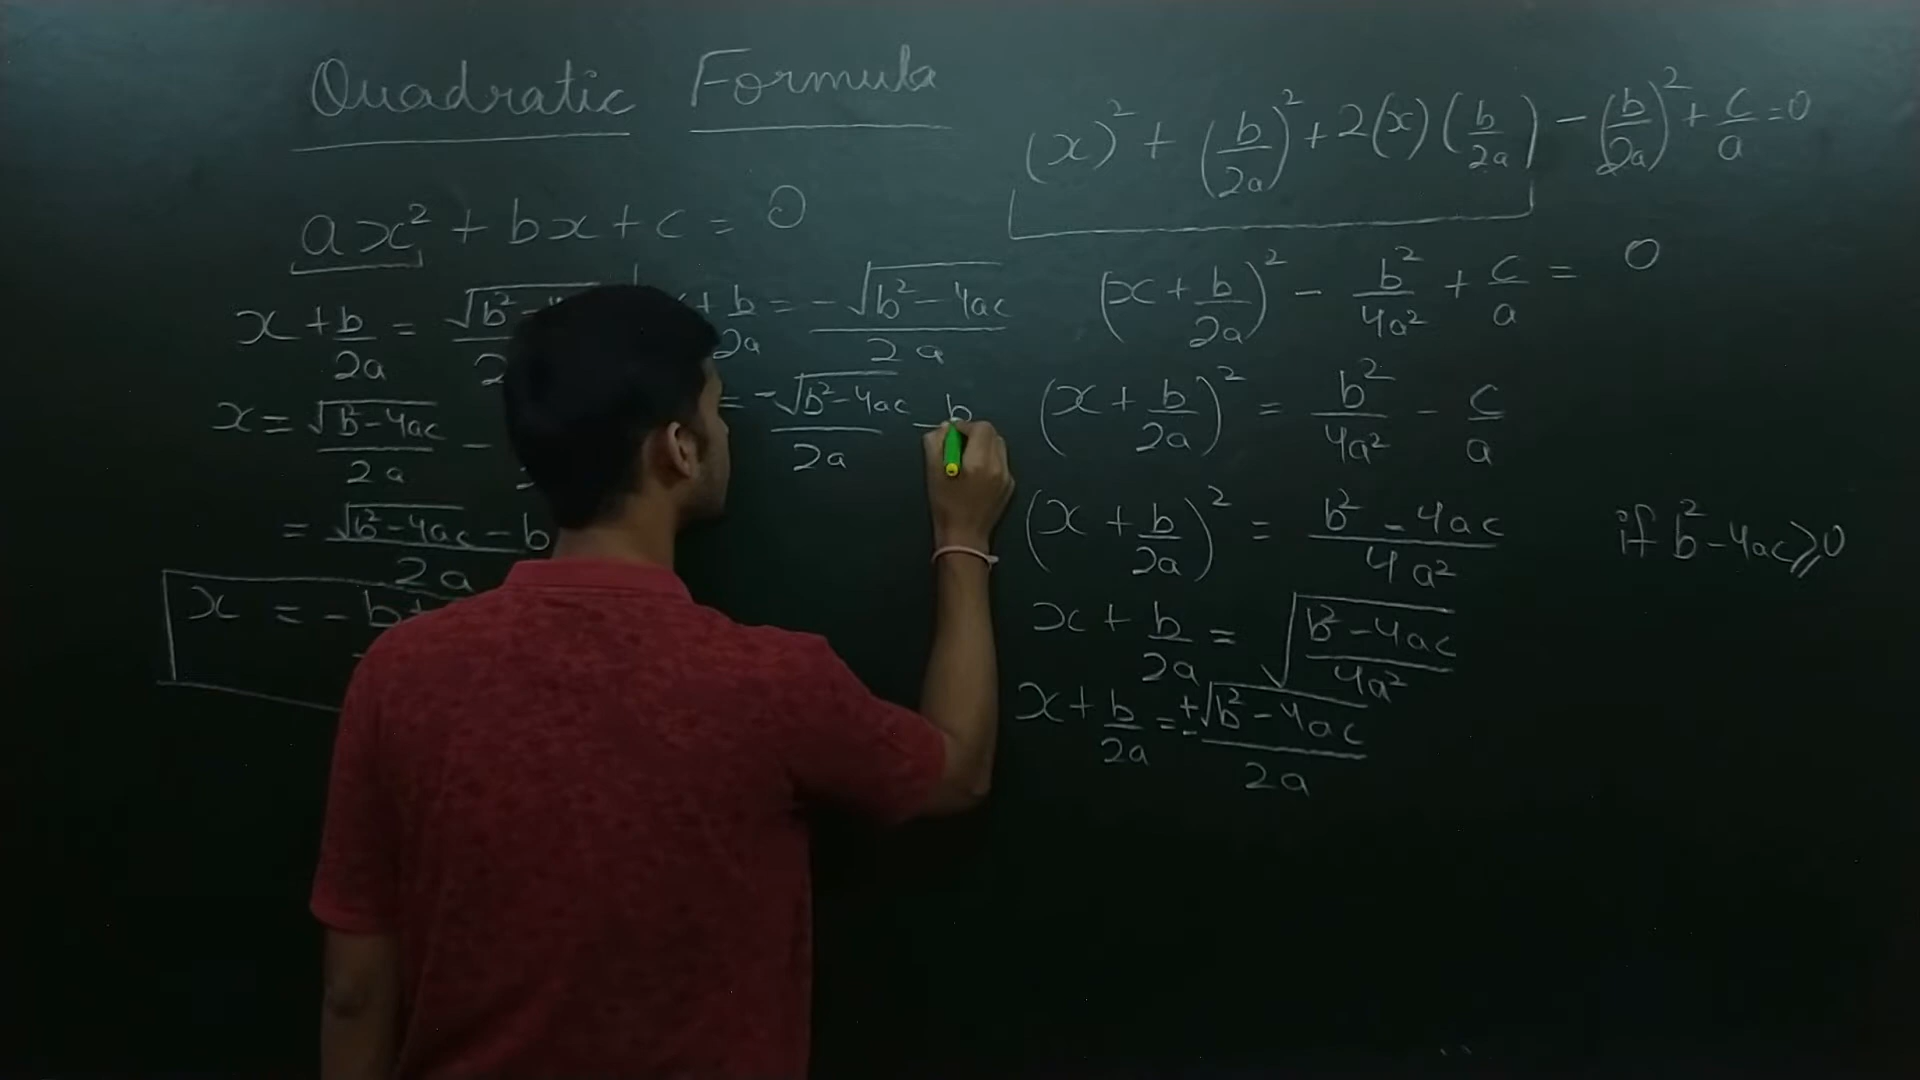 Quadratic Formula
ax² + bx + c = 0
x + b/2a = √b²
+ b/2a = -√b² - 4ac/2a
x = √b² - 4ac/2a -
= -√b² - 4ac/2a - b
= √b² - 4ac - b/2a
x = -b+
(x)² + (b/2a)² + 2(x)(b/2a) - (b/2a)² + c/a = 0
(x + b/2a)² - b²/4a² + c/a = 0
(x + b/2a)² = b²/4a² - c/a
(x + b/2a)² = b² - 4ac/4a² if b² - 4ac ⩾ 0
x + b/2a = √b² - 4ac/4a²
x + b/2a = ±√b² - 4ac/2a